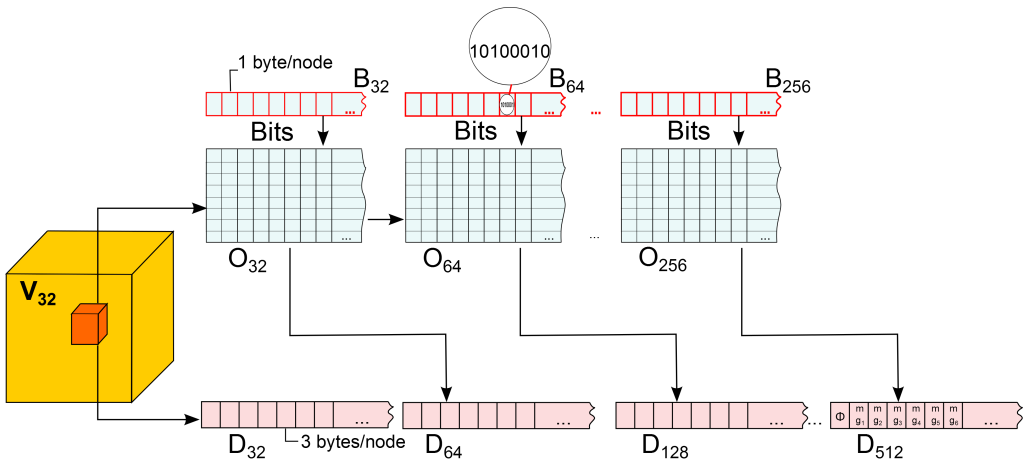 10100010
1 byte/node
B32
B64
B256
1010001
...
...
...
...
Bits
Bits
Bits
...
...
...
...
O32
O64
O256
V32
...
...
...
...
Φ
m g1
m g2
m g3
m g4
m g5
m g6
...
D32
3 bytes/node
D64
D128
D512